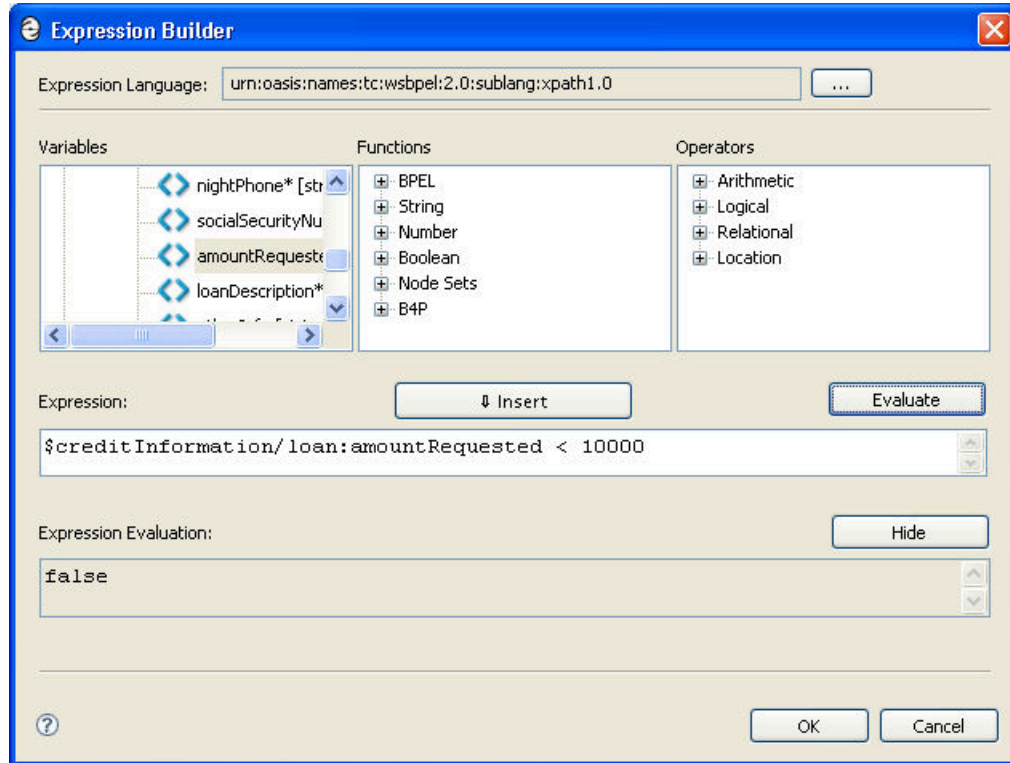 Expression Builder
Expression Language: urn:oasis:names:tc:wsbpel:2.0:sublang:xpath1.0 ...
Variables Functions Operators
nightPhone* [str
socialSecurityNu
amountRequeste
loanDescription*
BPEL
String
Number
Boolean
Node Sets
B4P
Arithmetic
Logical
Relational
Location
Expression: ⇩ Insert Evaluate
$creditInformation/loan:amountRequested < 10000
Expression Evaluation: Hide
false
? OK Cancel